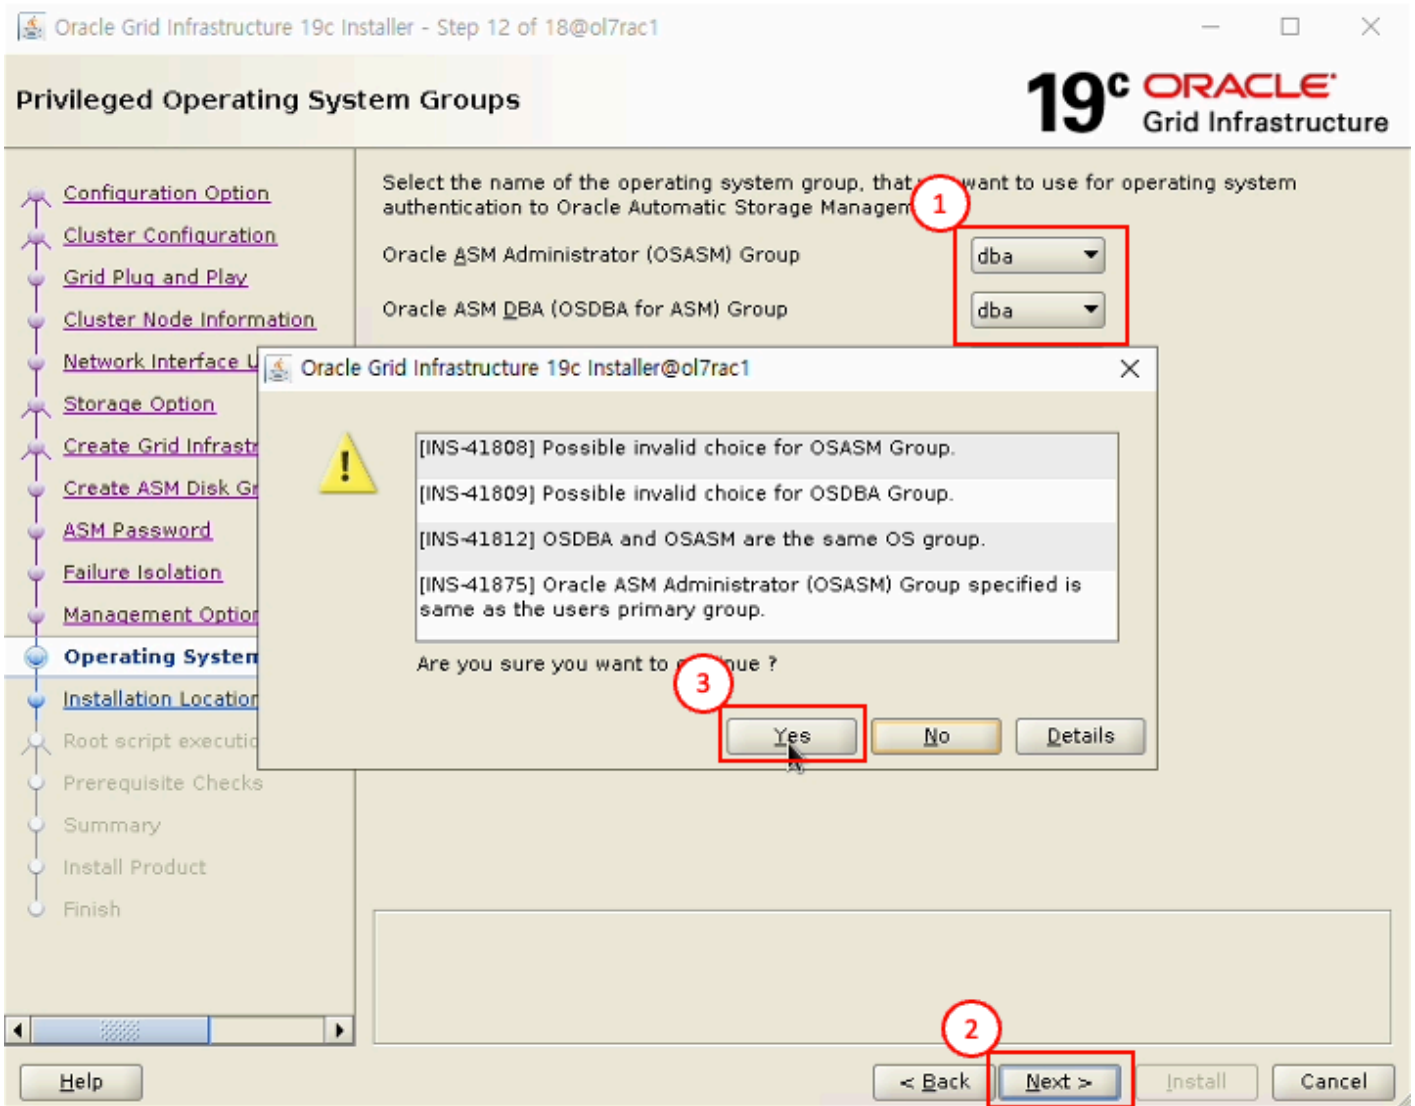 Oracle Grid Infrastructure 19c Installer - Step 12 of 18@ol7rac1
Privileged Operating System Groups
19c ORACLE
Grid Infrastructure
Configuration Option
Cluster Configuration
Grid Plug and Play
Cluster Node Information
Network Interface U
Storage Option
Create Grid Infrastr
Create ASM Disk Gr
ASM Password
Failure Isolation
Management Option
Operating System
Installation Location
Root script executio
Prerequisite Checks
Summary
Install Product
Finish
Select the name of the operating system group, that want to use for operating system
authentication to Oracle Automatic Storage Managem
1
Oracle ASM Administrator (OSASM) Group dba
Oracle ASM DBA (OSDBA for ASM) Group dba
Oracle Grid Infrastructure 19c Installer@ol7rac1
[INS-41808] Possible invalid choice for OSASM Group.
[INS-41809] Possible invalid choice for OSDBA Group.
[INS-41812] OSDBA and OSASM are the same OS group.
[INS-41875] Oracle ASM Administrator (OSASM) Group specified is
same as the users primary group.
Are you sure you want to nue ?
3
Yes No Details
2
Help < Back Next > Install Cancel